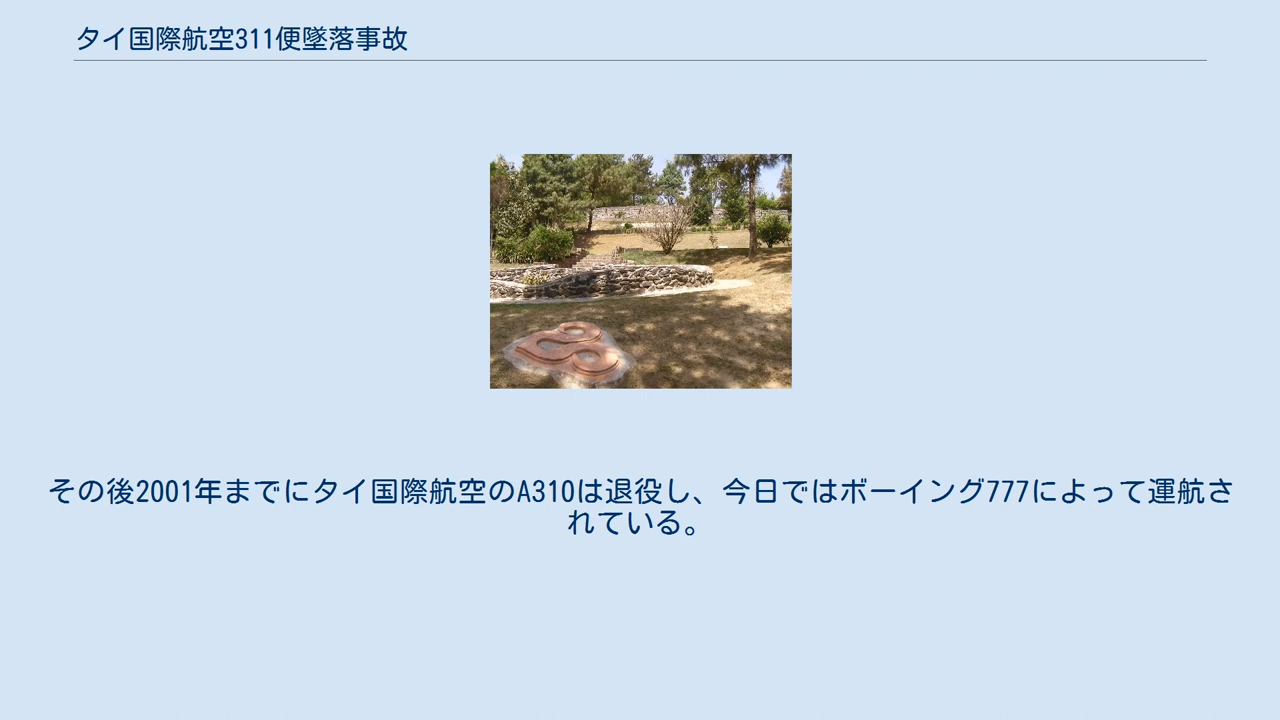 タイ国際航空311便墜落事故
その後2001年までにタイ国際航空のA310は退役し、今日ではボーイング777によって運航さ
れている。